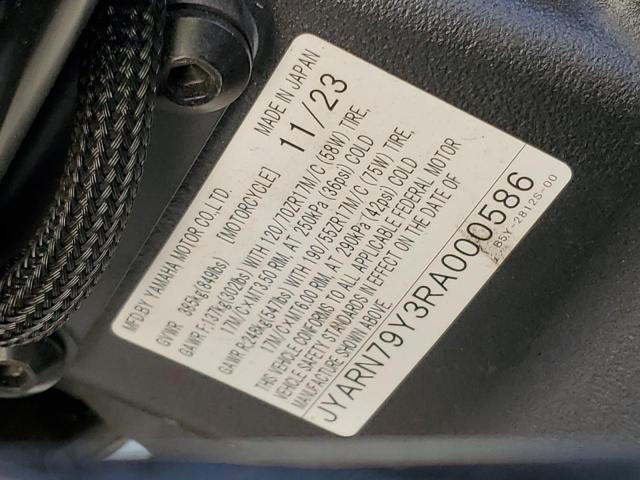 MFD BY YAMAHA MOTOR CO.,LTD. MADE IN JAPAN
[MOTORCYCLE] 11/23
GVWR 385kg(849lbs)
GAWR F:137kg(302lbs) WITH 120/70ZR17M/C (58W) TIRE,
17M/C×MT3.50 RIM, AT 250kPa (36psi) COLD
GAWR R:248kg(547lbs) WITH 190/55ZR17M/C (75W) TIRE,
17M/C×MT6.00 RIM, AT 290kPa (42psi) COLD
THIS VEHICLE CONFORMS TO ALL APPLICABLE FEDERAL MOTOR
VEHICLE SAFETY STANDARDS IN EFFECT ON THE DATE OF
MANUFACTURE SHOWN ABOVE.
JYARN79Y3RA000586
B5Y-2812S-00